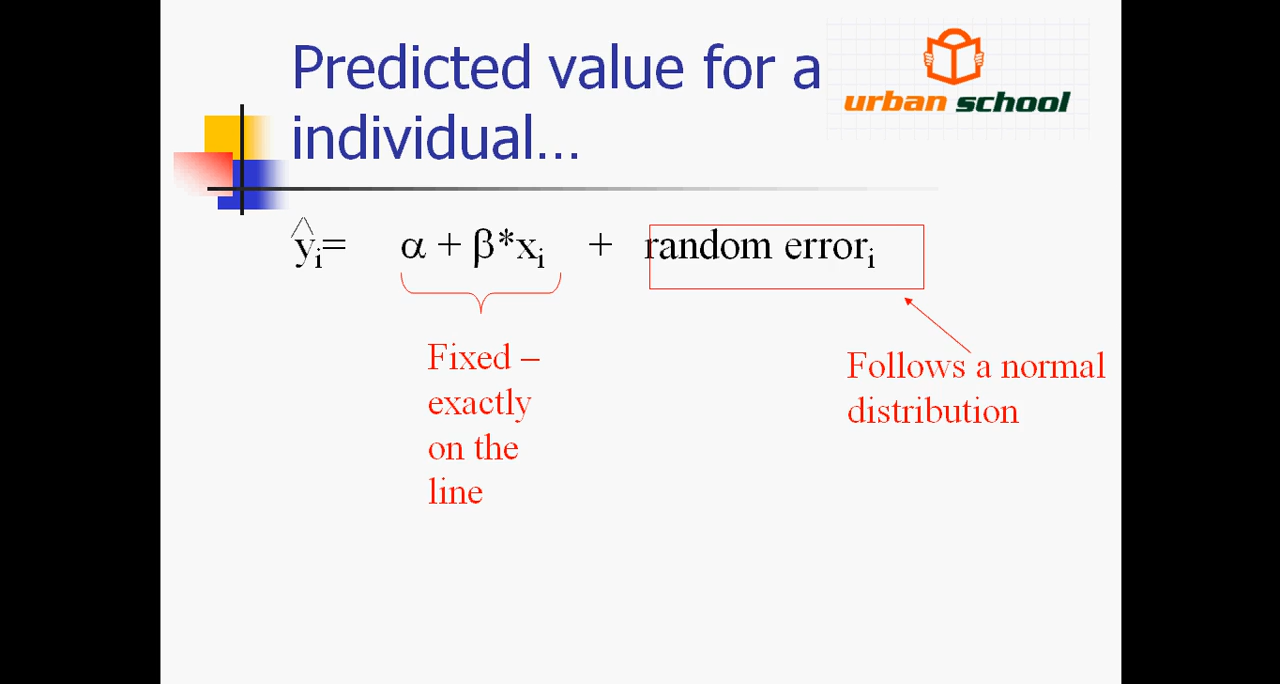 Predicted value for a
individual…
urban school
ŷᵢ= α + β*xᵢ + random errorᵢ
Fixed –
exactly
on the
line
Follows a normal
distribution